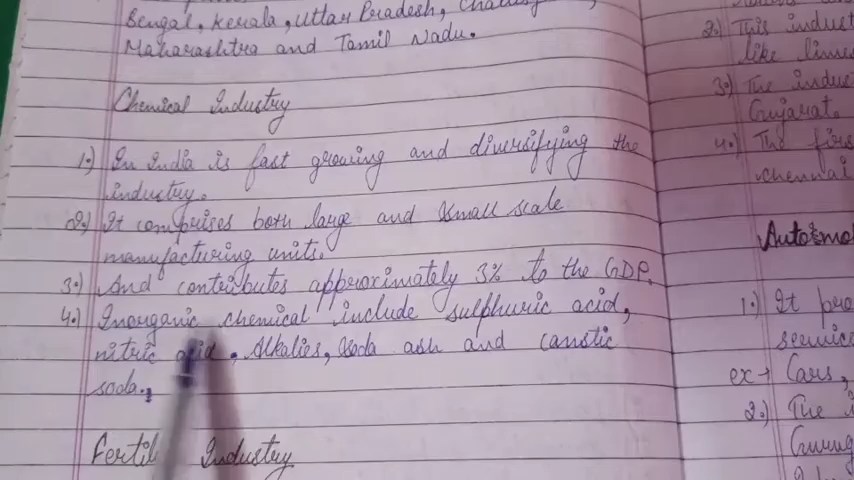 Bengal, Kerala, Uttar Pradesh,
Maharashtra and Tamil Nadu.
Chemical Industry
1.) In India is fast growing and diversifying the
industry.
2.) It comprises both large and small scale
manufacturing units.
3.) And contributes approximately 3% to the GDP.
4.) Inorganic chemical include sulphuric acid,
nitric acid, Alkalies, soda ash and canstic
soda.
Industry
2.) This
like
3.) The
Gujarat.
4.) The
chennai
1.) It
ex→ Cars,
2.) The